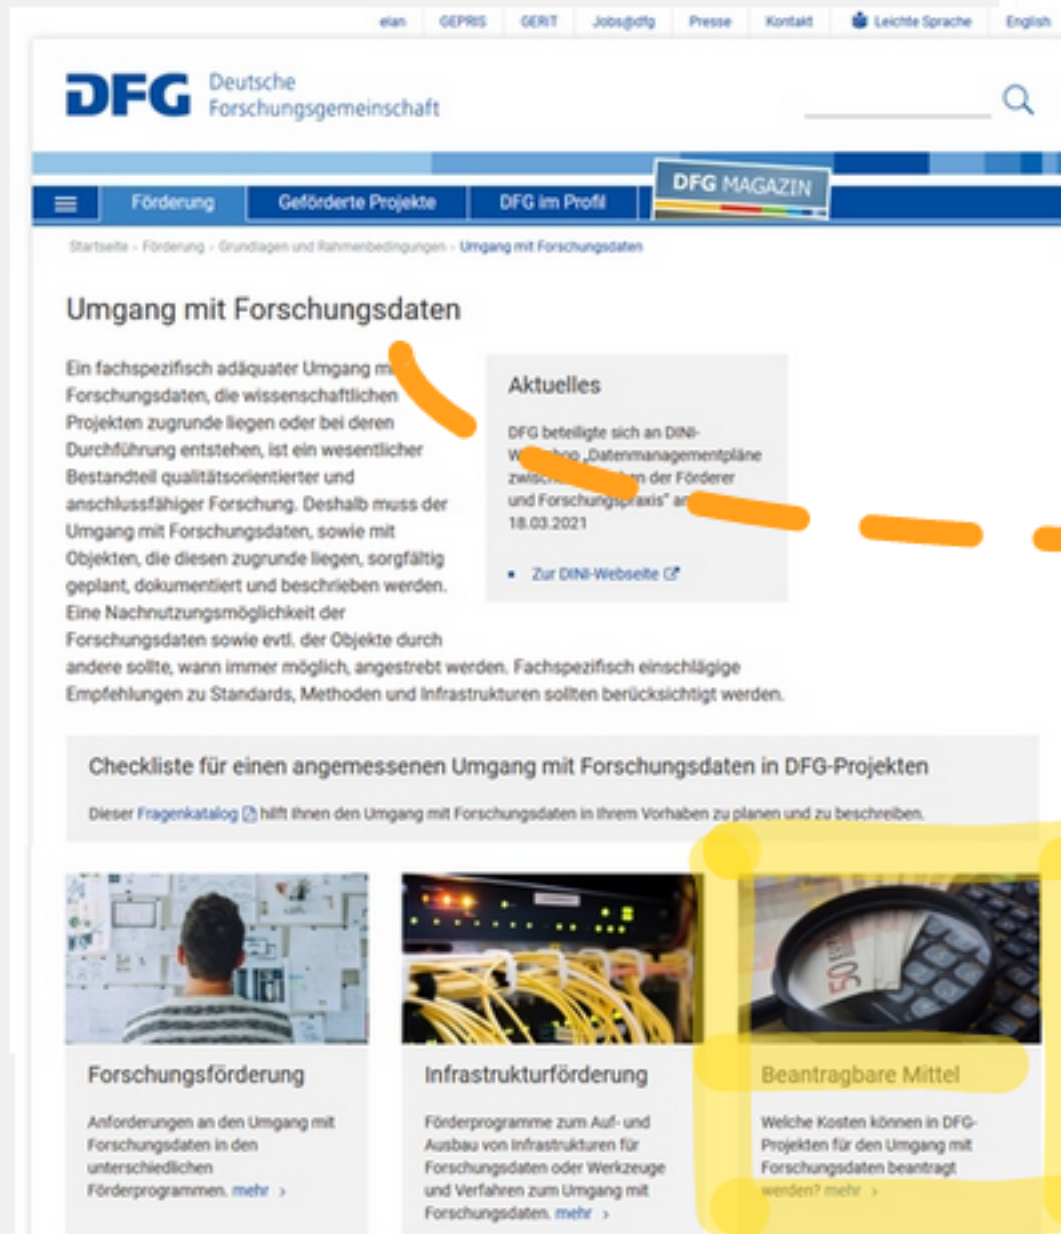 elan GEPRIS GERiT Jobs@dfg Presse Kontakt Leichte Sprache English
DFG Deutsche
Forschungsgemeinschaft
DFG MAGAZIN
Förderung Geförderte Projekte DFG im Profil
Startseite › Förderung › Grundlagen und Rahmenbedingungen › Umgang mit Forschungsdaten
Umgang mit Forschungsdaten
Ein fachspezifisch adäquater Umgang
Forschungsdaten, die wissenschaftlichen
Projekten zugrunde liegen oder bei deren
Durchführung entstehen, ist ein wesentlicher
Bestandteil qualitätsorientierter und
anschlussfähiger Forschung. Deshalb muss der
Umgang mit Forschungsdaten, sowie mit
Objekten, die diesen zugrunde liegen, sorgfältig
geplant, dokumentiert und beschrieben werden.
Eine Nachnutzungsmöglichkeit der
Forschungsdaten sowie evtl. der Objekte durch
andere sollte, wann immer möglich, angestrebt werden. Fachspezifisch einschlägige
Empfehlungen zu Standards, Methoden und Infrastrukturen sollten berücksichtigt werden.
Aktuelles
DFG beteiligte sich an DINI-
„Datenmanagementpläne
der Förderer
und Forschungspraxis"
18.03.2021
Zur DINI-Webseite
Checkliste für einen angemessenen Umgang mit Forschungsdaten in DFG-Projekten
Dieser Fragenkatalog hilft Ihnen den Umgang mit Forschungsdaten in Ihrem Vorhaben zu planen und zu beschreiben.
50
Forschungsförderung
Anforderungen an den Umgang mit
Forschungsdaten in den
unterschiedlichen
Förderprogrammen. mehr ›
Infrastrukturförderung
Förderprogramme zum Auf- und
Ausbau von Infrastrukturen für
Forschungsdaten oder Werkzeuge
und Verfahren zum Umgang mit
Forschungsdaten. mehr ›
Beantragbare Mittel
Welche Kosten können in DFG-
Projekten für den Umgang mit
Forschungsdaten beantragt
werden? mehr ›